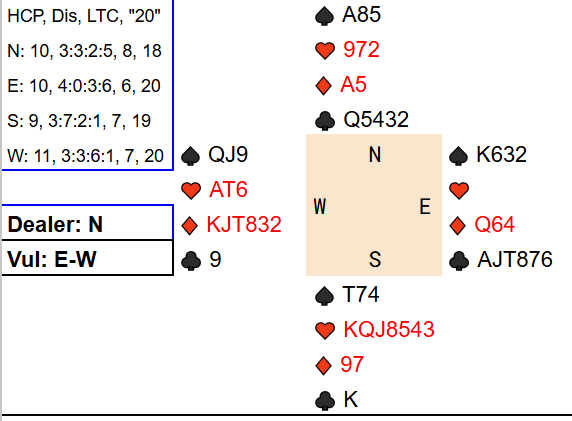 HCP, Dis, LTC, "20"
N: 10, 3:3:2:5, 8, 18
E: 10, 4:0:3:6, 6, 20
S: 9, 3:7:2:1, 7, 19
W: 11, 3:3:6:1, 7, 20
Dealer: N
Vul: E-W
♠ A85
♥ 972
♦ A5
♣ Q5432
♠ QJ9
♥ AT6
♦ KJT832
♣ 9
N
W E
S
♠ K632
♥
♦ Q64
♣ AJT876
♠ T74
♥ KQJ8543
♦ 97
♣ K